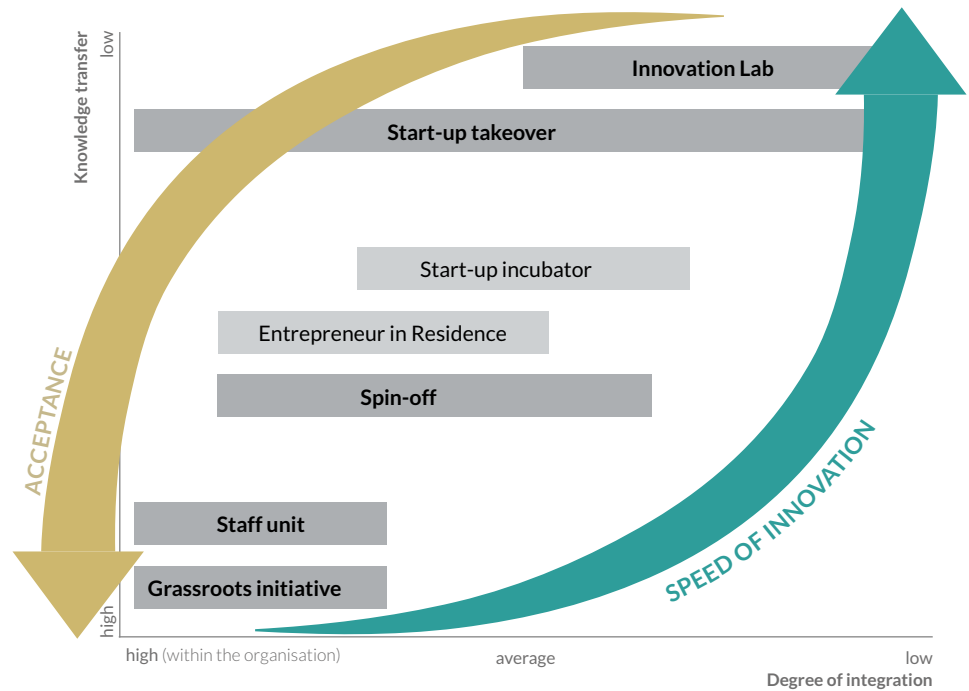 Knowledge transfer
low
Innovation Lab
Start-up takeover
Start-up incubator
Entrepreneur in Residence
ACCEPTANCE
Spin-off
SPEED OF INNOVATION
Staff unit
Grassroots initiative
high
high (within the organisation)
average
low
Degree of integration